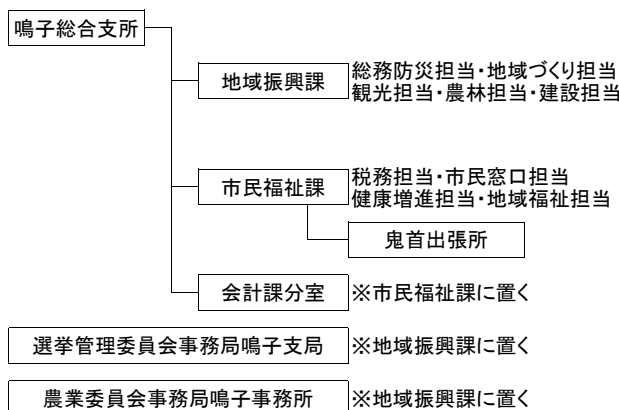 鳴子総合支所
地域振興課
総務防災担当・地域づくり担当
観光担当・農林担当・建設担当
市民福祉課
税務担当・市民窓口担当
健康増進担当・地域福祉担当
鬼首出張所
会計課分室
※市民福祉課に置く
選挙管理委員会事務局鳴子支局
※地域振興課に置く
農業委員会事務局鳴子事務所
※地域振興課に置く